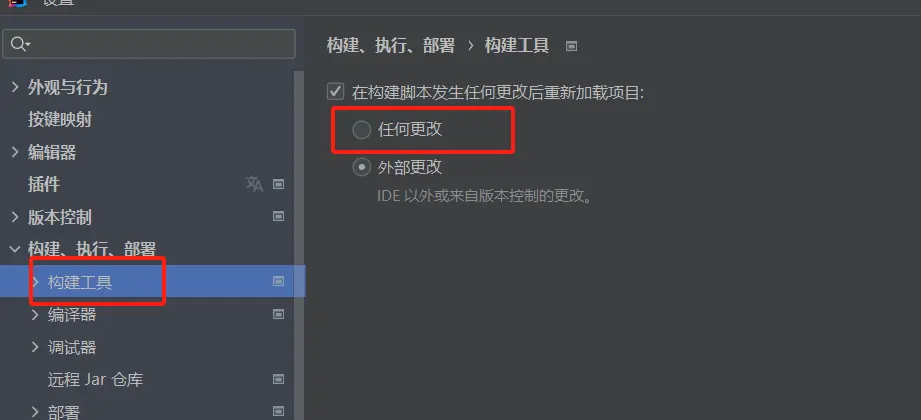 设置
外观与行为
按键映射
编辑器
插件
版本控制
构建、执行、部署
构建工具
编译器
调试器
远程 Jar 仓库
部署
构建、执行、部署 › 构建工具
在构建脚本发生任何更改后重新加载项目:
任何更改
外部更改
IDE 以外或来自版本控制的更改。